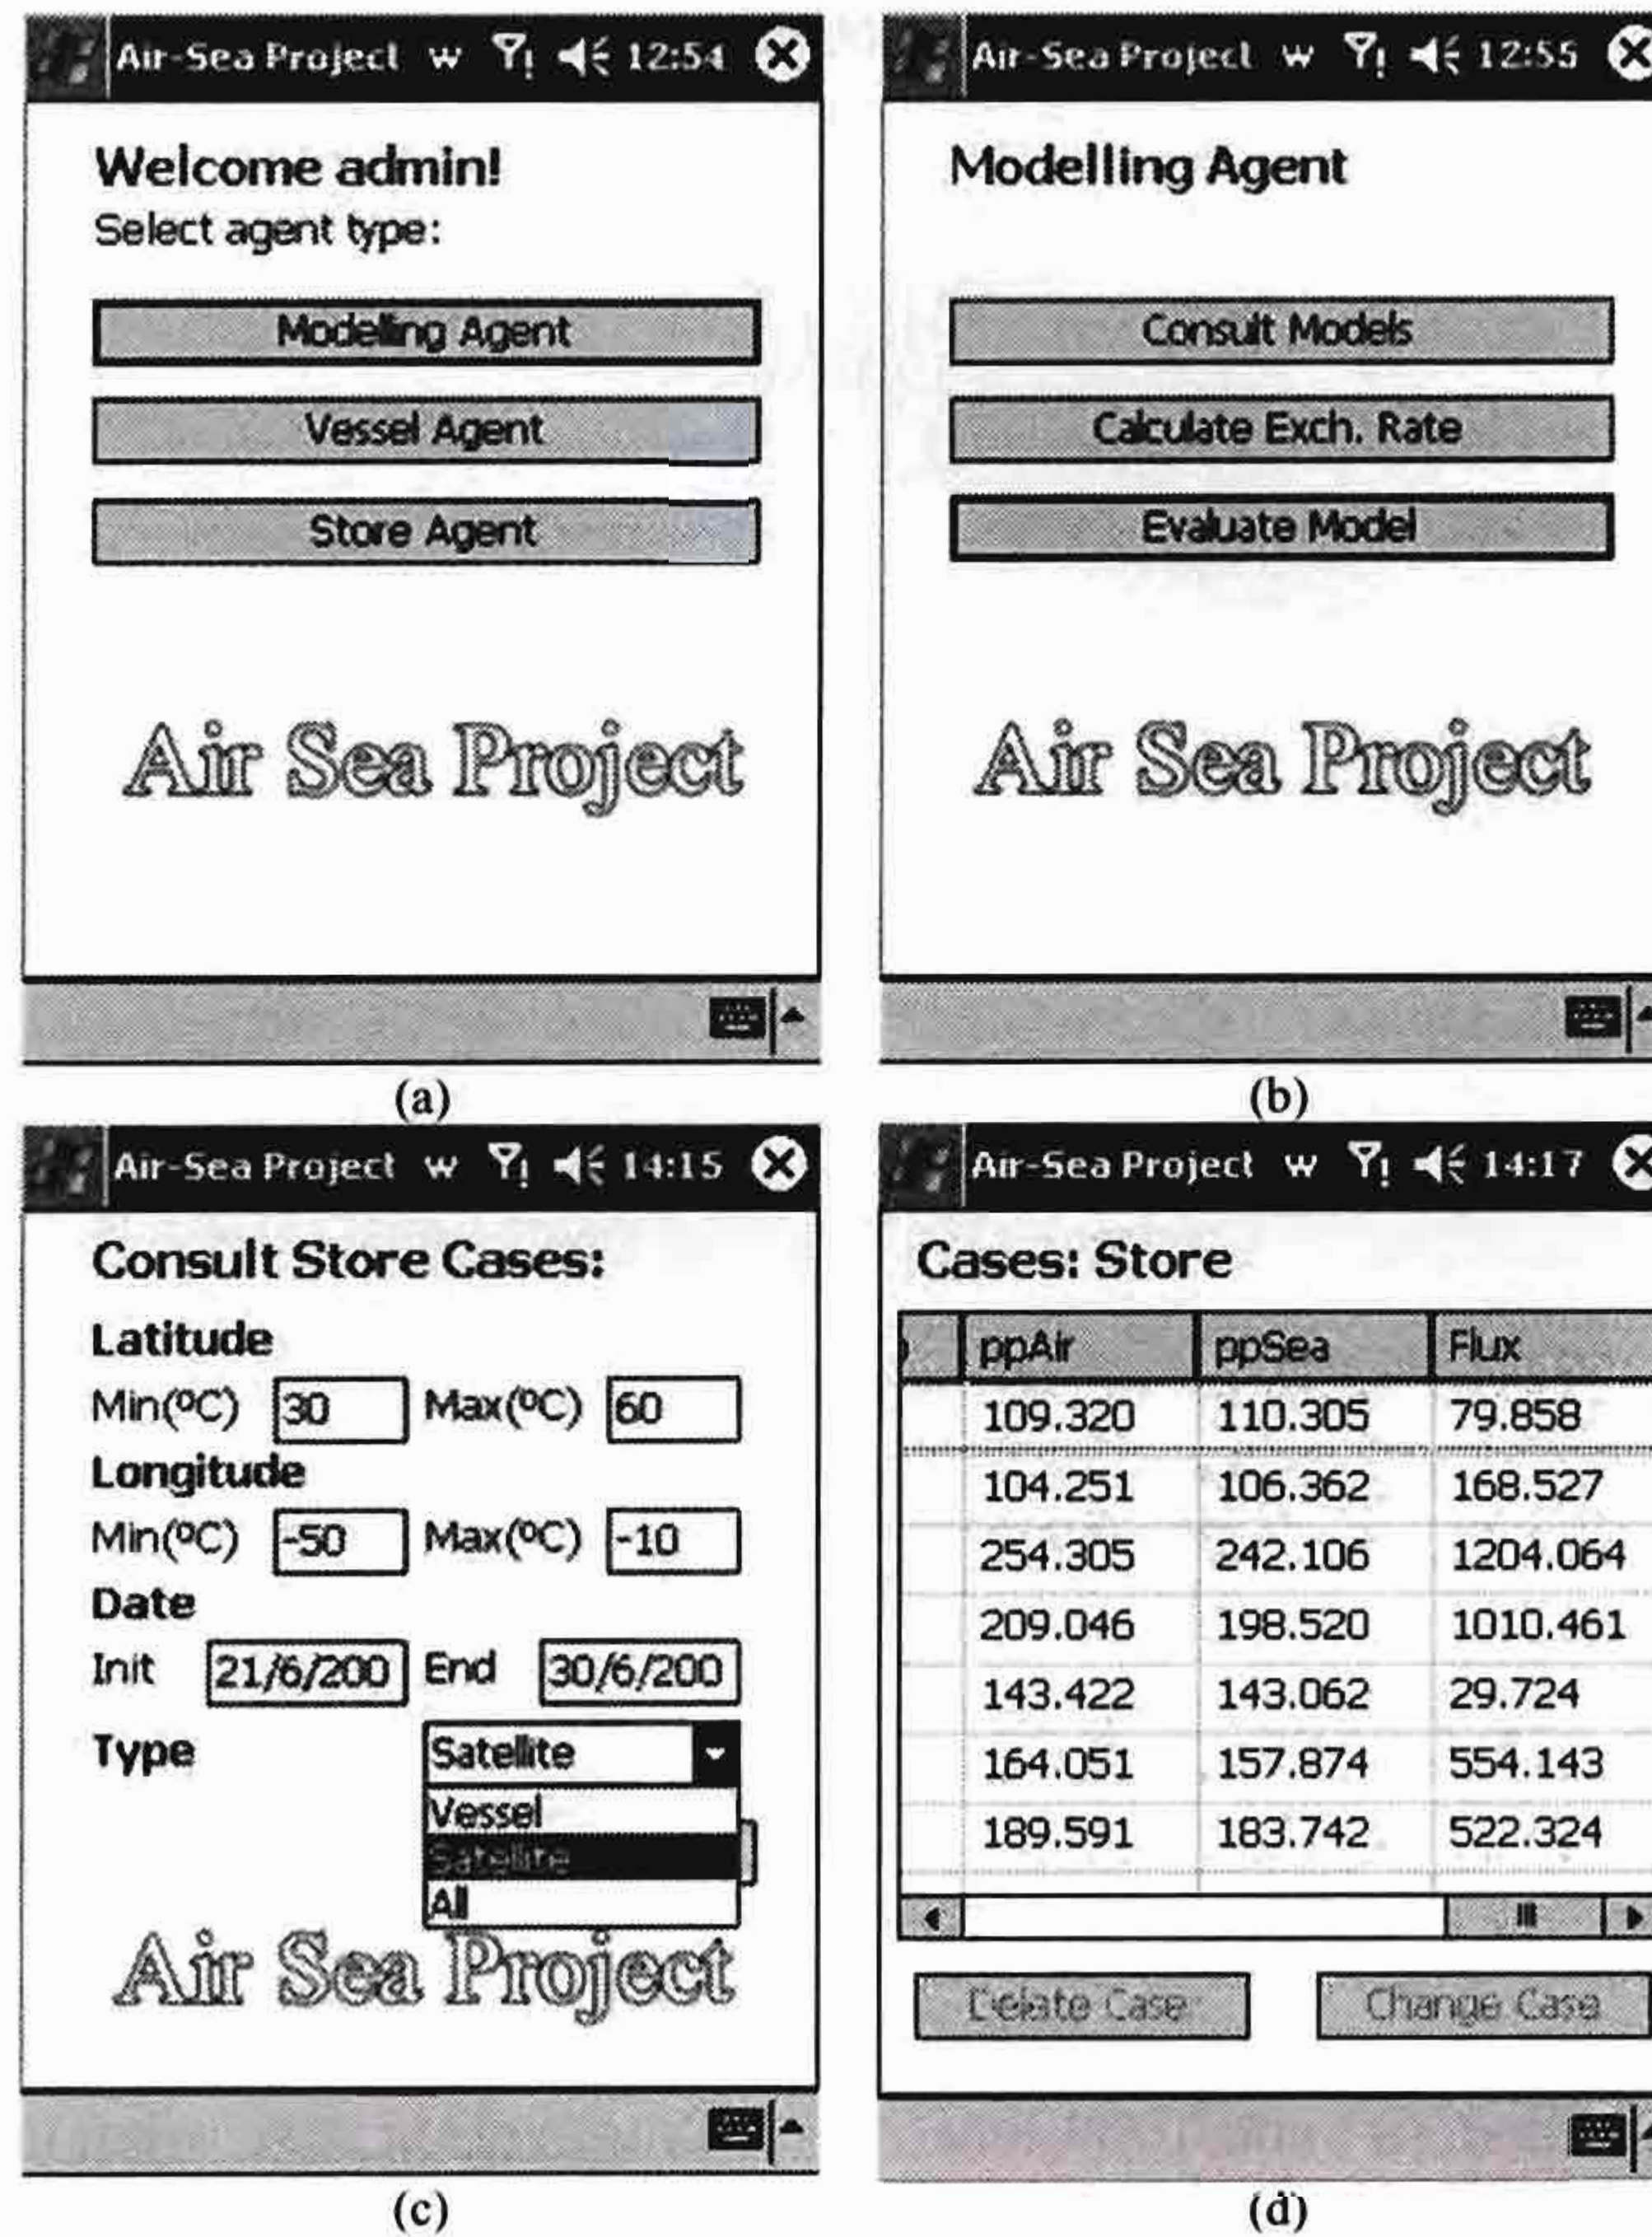 Air-Sea Project 12:54
Welcome admin!
Select agent type:
Modelling Agent
Vessel Agent
Store Agent
Air Sea Project
(a)
Air-Sea Project 12:55
Modelling Agent
Consult Models
Calculate Exch. Rate
Evaluate Model
Air Sea Project
(b)
Air-Sea Project 14:15
Consult Store Cases:
Latitude
Min(ºC) 30 Max(ºC) 60
Longitude
Min(ºC) -50 Max(ºC) -10
Date
Init 21/6/200 End 30/6/200
Type Satellite
Vessel
Satellite
All
Air Sea Project
(c)
Air-Sea Project 14:17
Cases: Store
ppAir ppSea Flux
109.320 110.305 79.858
104.251 106.362 168.527
254.305 242.106 1204.064
209.046 198.520 1010.461
143.422 143.062 29.724
164.051 157.874 554.143
189.591 183.742 522.324
Delate Case Change Case
(d)